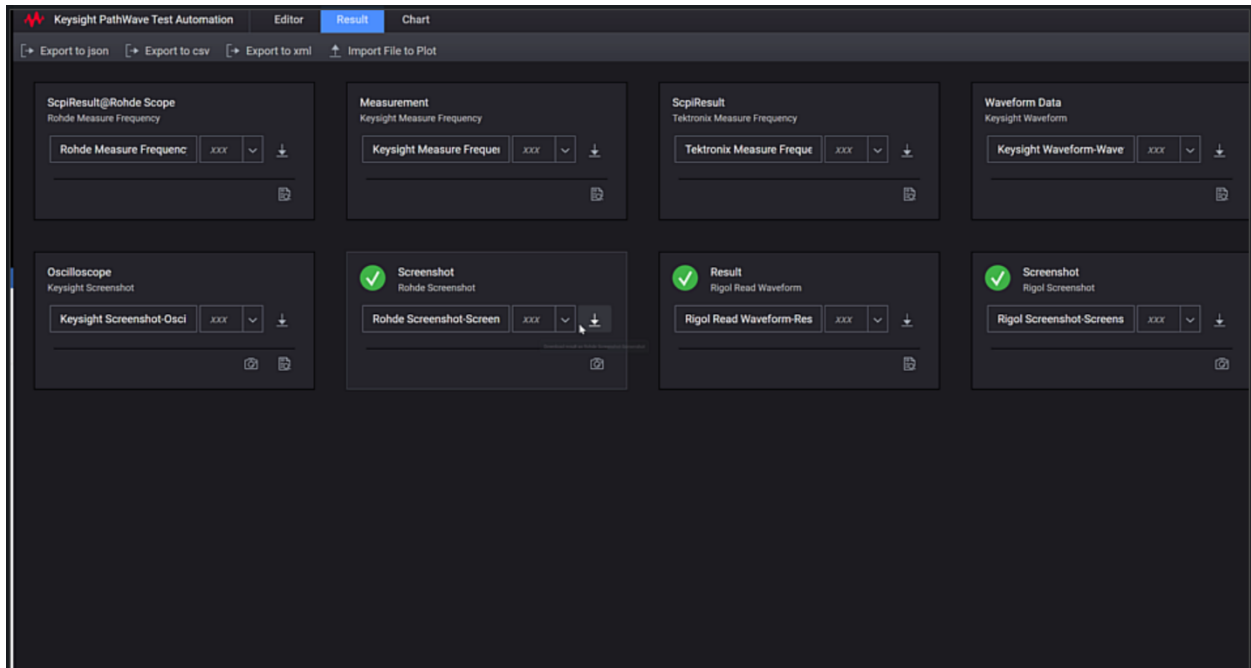 Keysight PathWave Test Automation Editor Result Chart
Export to json Export to csv Export to xml Import File to Plot
ScpiResult@Rohde Scope
Rohde Measure Frequency
Rohde Measure Frequenc xxx
Measurement
Keysight Measure Frequency
Keysight Measure Frequen xxx
ScpiResult
Tektronix Measure Frequency
Tektronix Measure Freque xxx
Waveform Data
Keysight Waveform
Keysight Waveform-Wave xxx
Oscilloscope
Keysight Screenshot
Keysight Screenshot-Osci xxx
Screenshot
Rohde Screenshot
Rohde Screenshot-Screen xxx
Result
Rigol Read Waveform
Rigol Read Waveform-Res xxx
Screenshot
Rigol Screenshot
Rigol Screenshot-Screens xxx